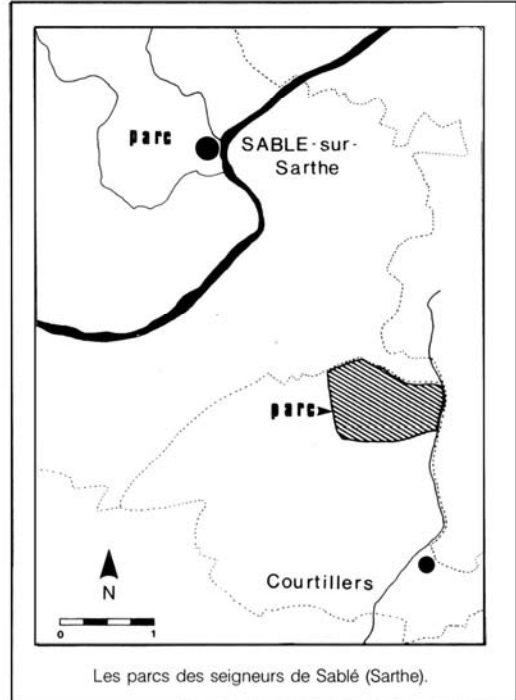 parc
SABLE-sur-
Sarthe
parc
Courtillers
N
0 1
Les parcs des seigneurs de Sablé (Sarthe).